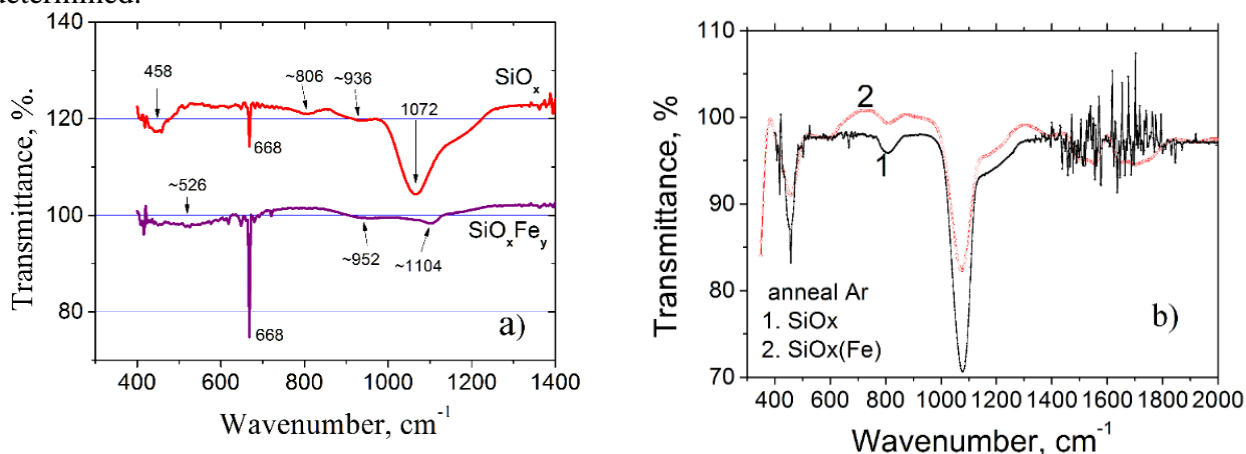 140
120
100
80
Transmittance, %.
458
~806
~936
SiOx
1072
668
~526
SiOxFey
~952
~1104
668
a)
400 600 800 1000 1200 1400
Wavenumber, cm-1
110
100
90
80
70
Transmittance, %
2
1
anneal Ar
1. SiOx
2. SiOx(Fe)
b)
400 600 800 1000 1200 1400 1600 1800 2000
Wavenumber, cm-1